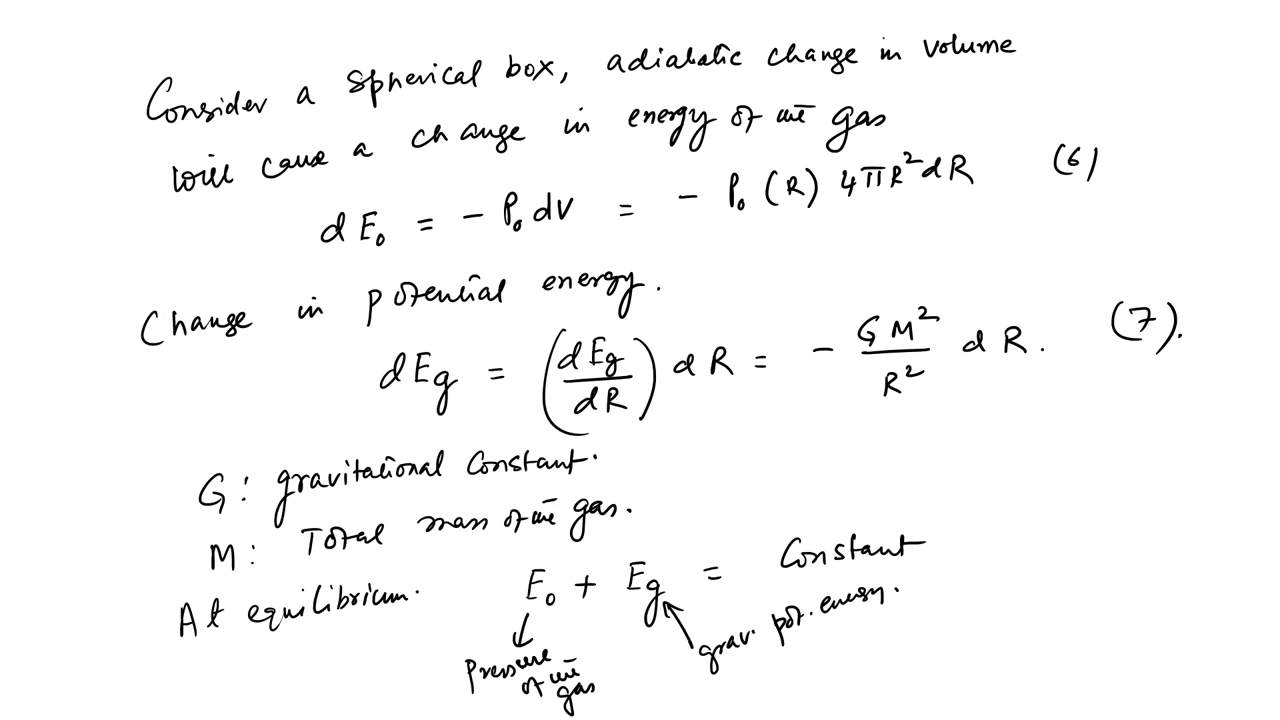 Consider a spherical box, adiabatic change in volume
will cause a change in energy of the gas
dE₀ = - P₀ dV = - P₀ (R) 4πR² dR (6)
Change in potential energy.
dEg = (dEg/dR) dR = - GM²/R² dR. (7).
G: gravitational constant.
M: Total mass of the gas.
At equilibrium. E₀ + Eg = Constant
Pressure of the gas
grav. pot. energy.